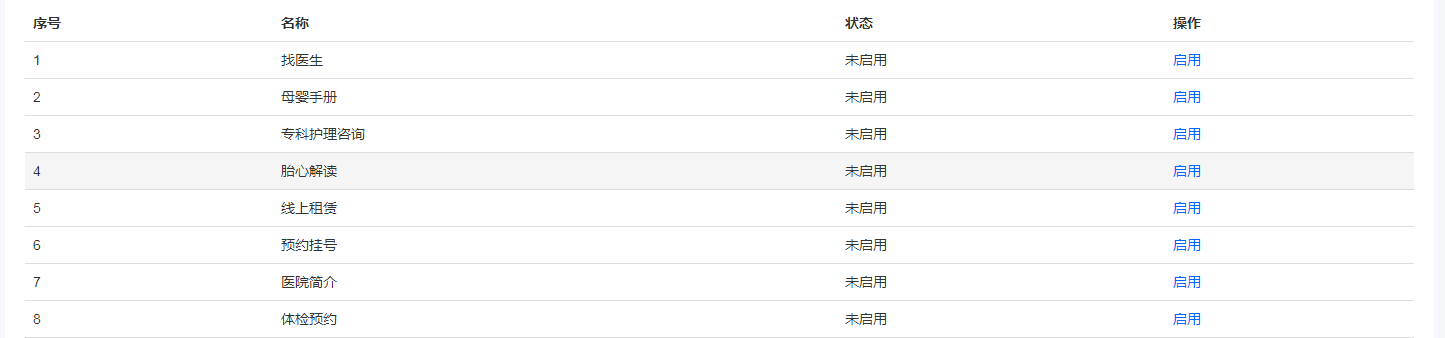 序号 名称 状态 操作
1 找医生 未启用 启用
2 母婴手册 未启用 启用
3 专科护理咨询 未启用 启用
4 胎心解读 未启用 启用
5 线上租赁 未启用 启用
6 预约挂号 未启用 启用
7 医院简介 未启用 启用
8 体检预约 未启用 启用